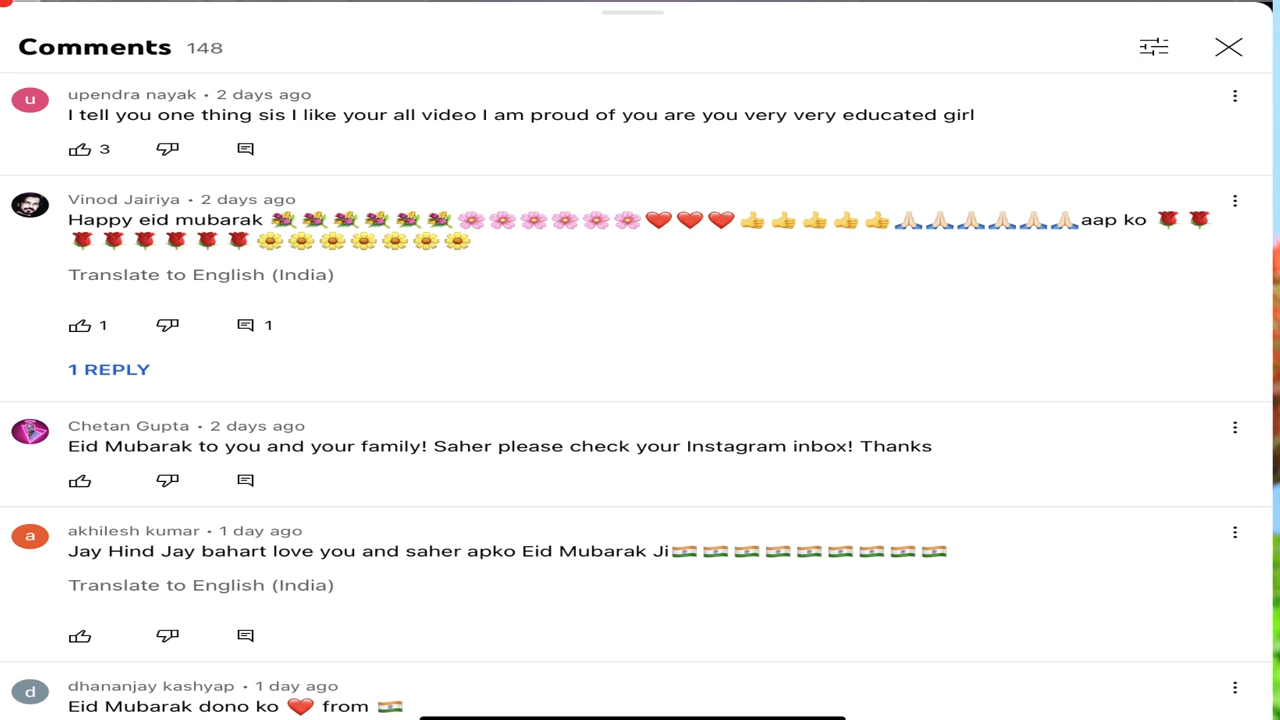 Comments 148
u
upendra nayak • 2 days ago
I tell you one thing sis I like your all video I am proud of you are you very very educated girl
3
Vinod Jairiya • 2 days ago
Happy eid mubarak 💐💐💐💐💐💐🌸🌸🌸🌸🌸🌸❤️❤️❤️👍👍👍👍👍🙏🏻🙏🏻🙏🏻🙏🏻🙏🏻🙏🏻aap ko 🌹🌹
🌹🌹🌹🌹🌹🌹🌼🌼🌼🌼🌼🌼🌼
Translate to English (India)
1 1
1 REPLY
Chetan Gupta • 2 days ago
Eid Mubarak to you and your family! Saher please check your Instagram inbox! Thanks
a
akhilesh kumar • 1 day ago
Jay Hind Jay bahart love you and saher apko Eid Mubarak Ji🇮🇳🇮🇳🇮🇳🇮🇳🇮🇳🇮🇳🇮🇳🇮🇳🇮🇳
Translate to English (India)
d
dhananjay kashyap • 1 day ago
Eid Mubarak dono ko ❤️ from 🇮🇳